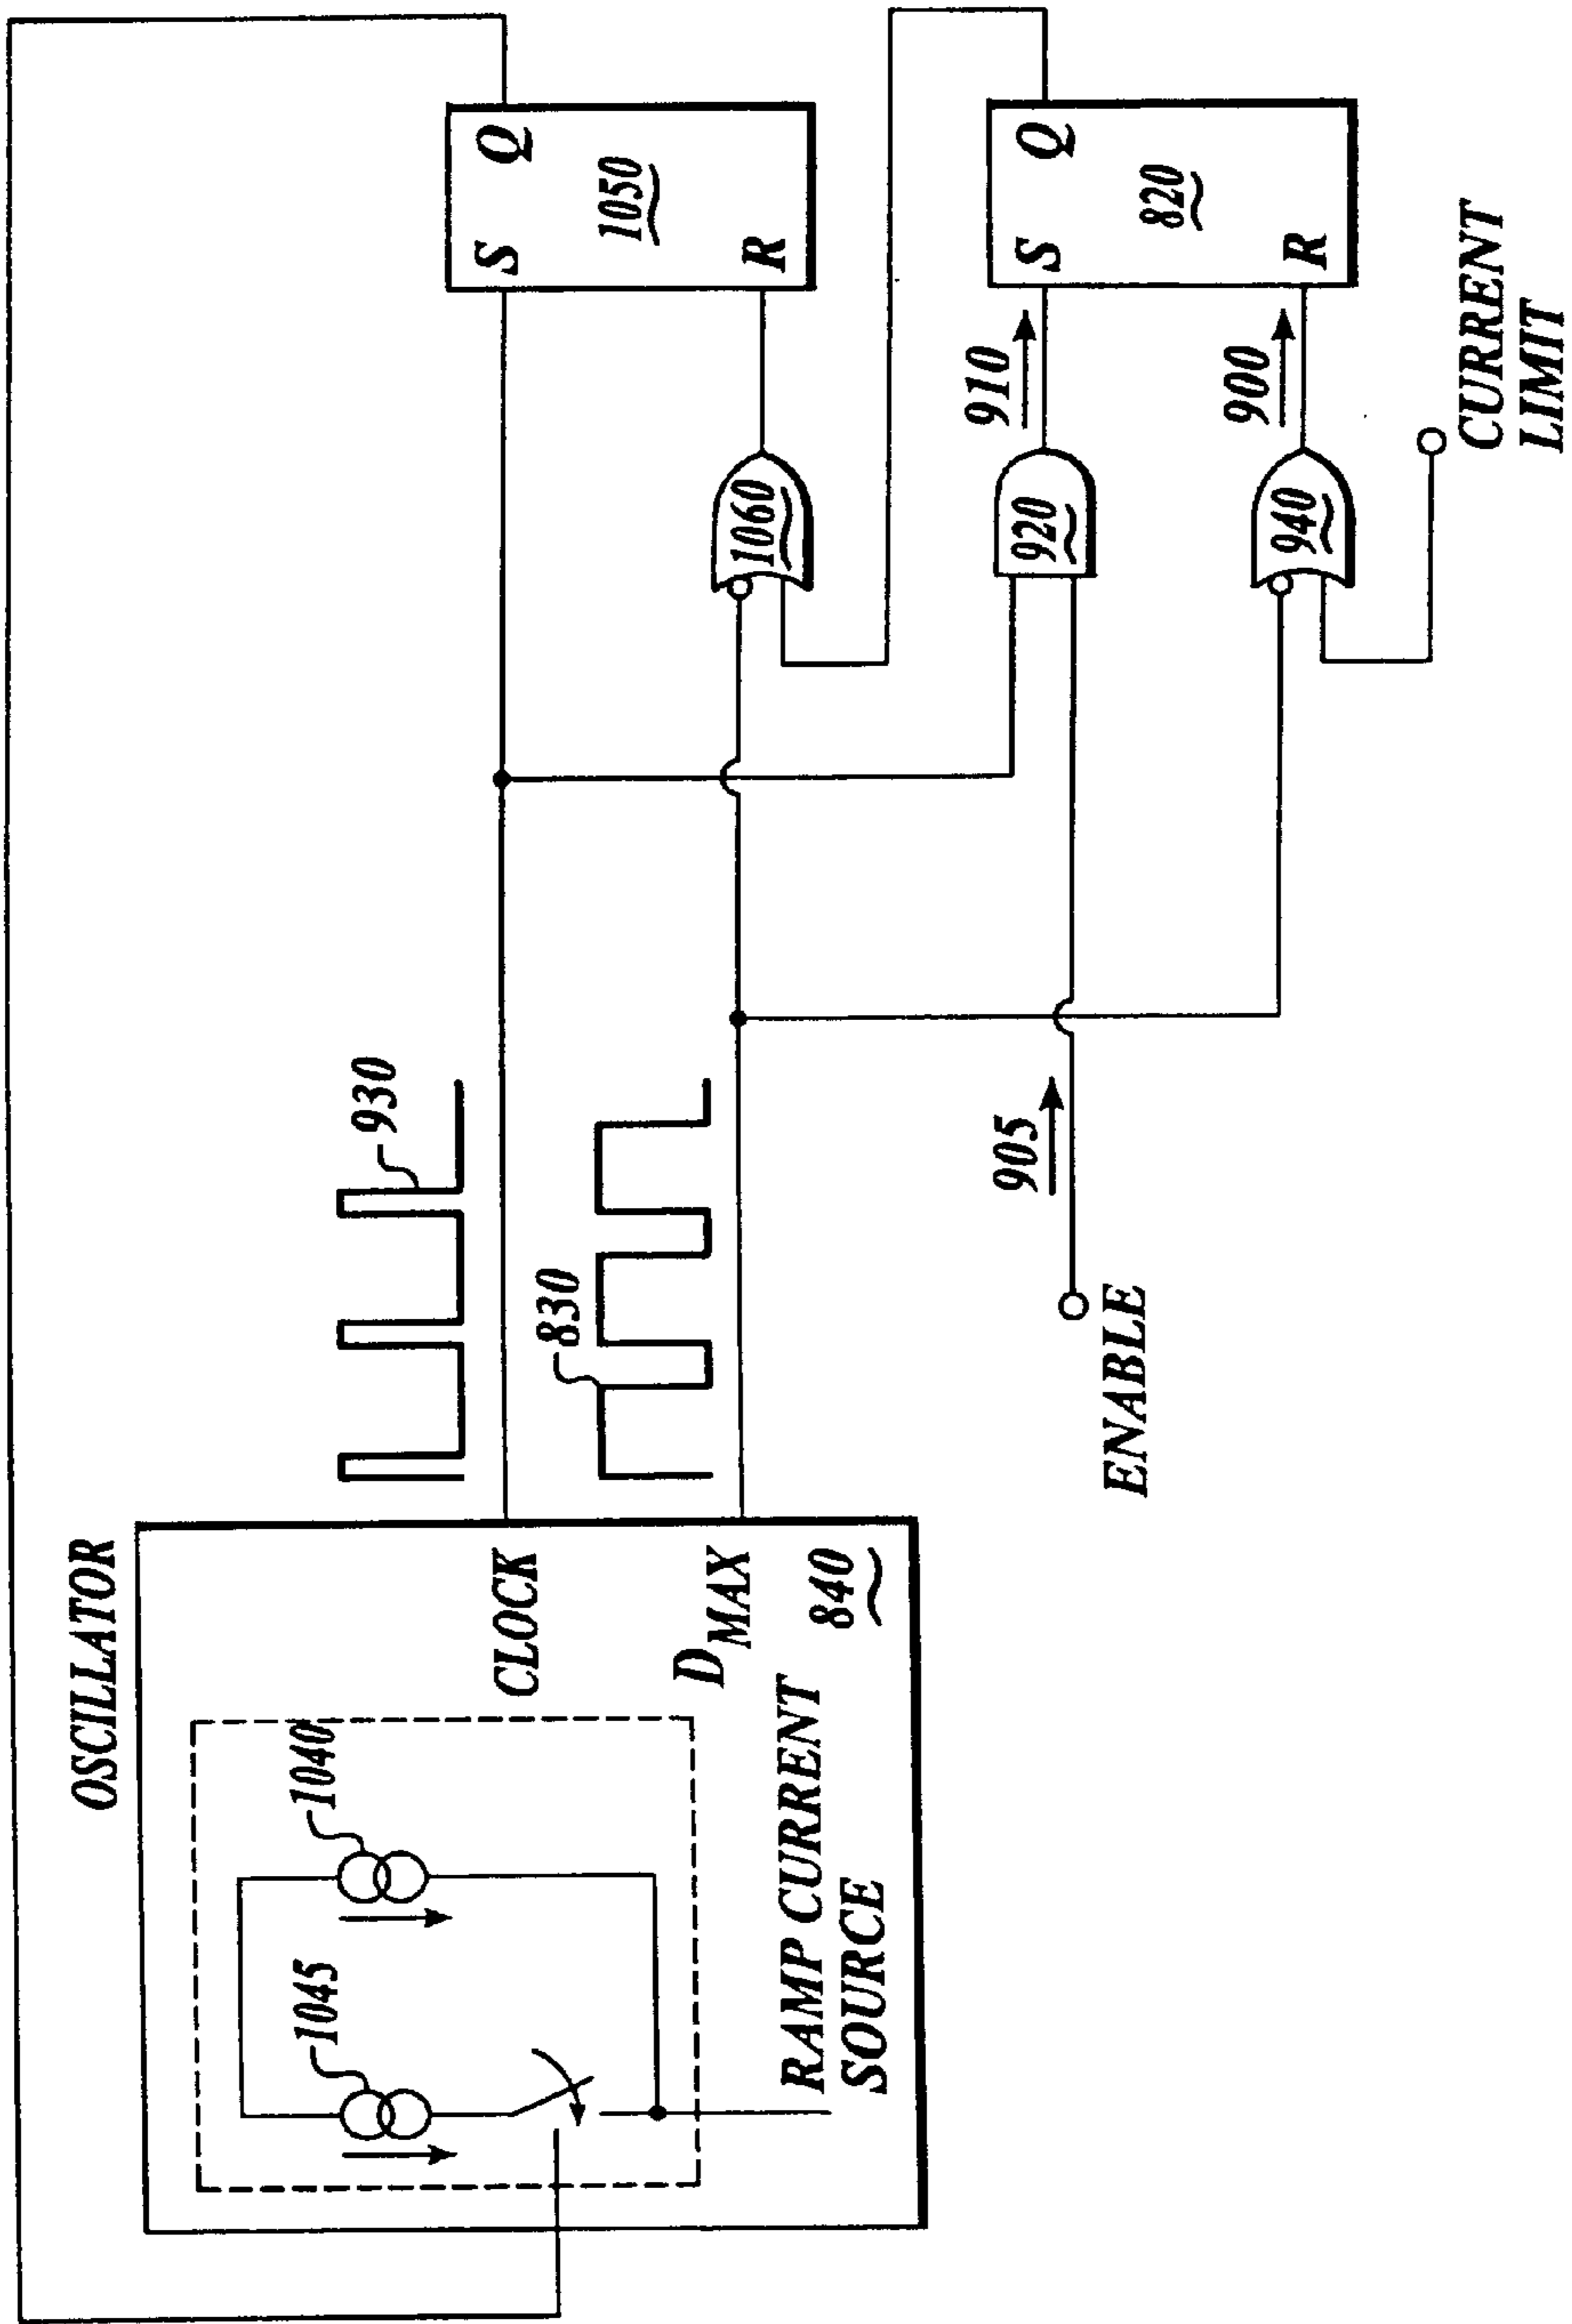 OSCILLATOR
1045
1040
CLOCK
D MAX
RAMP CURRENT
SOURCE
840
930
830
905
ENABLE
1060
S
Q
1050
R
920
910
S
Q
820
R
940
900
CURRENT
LIMIT